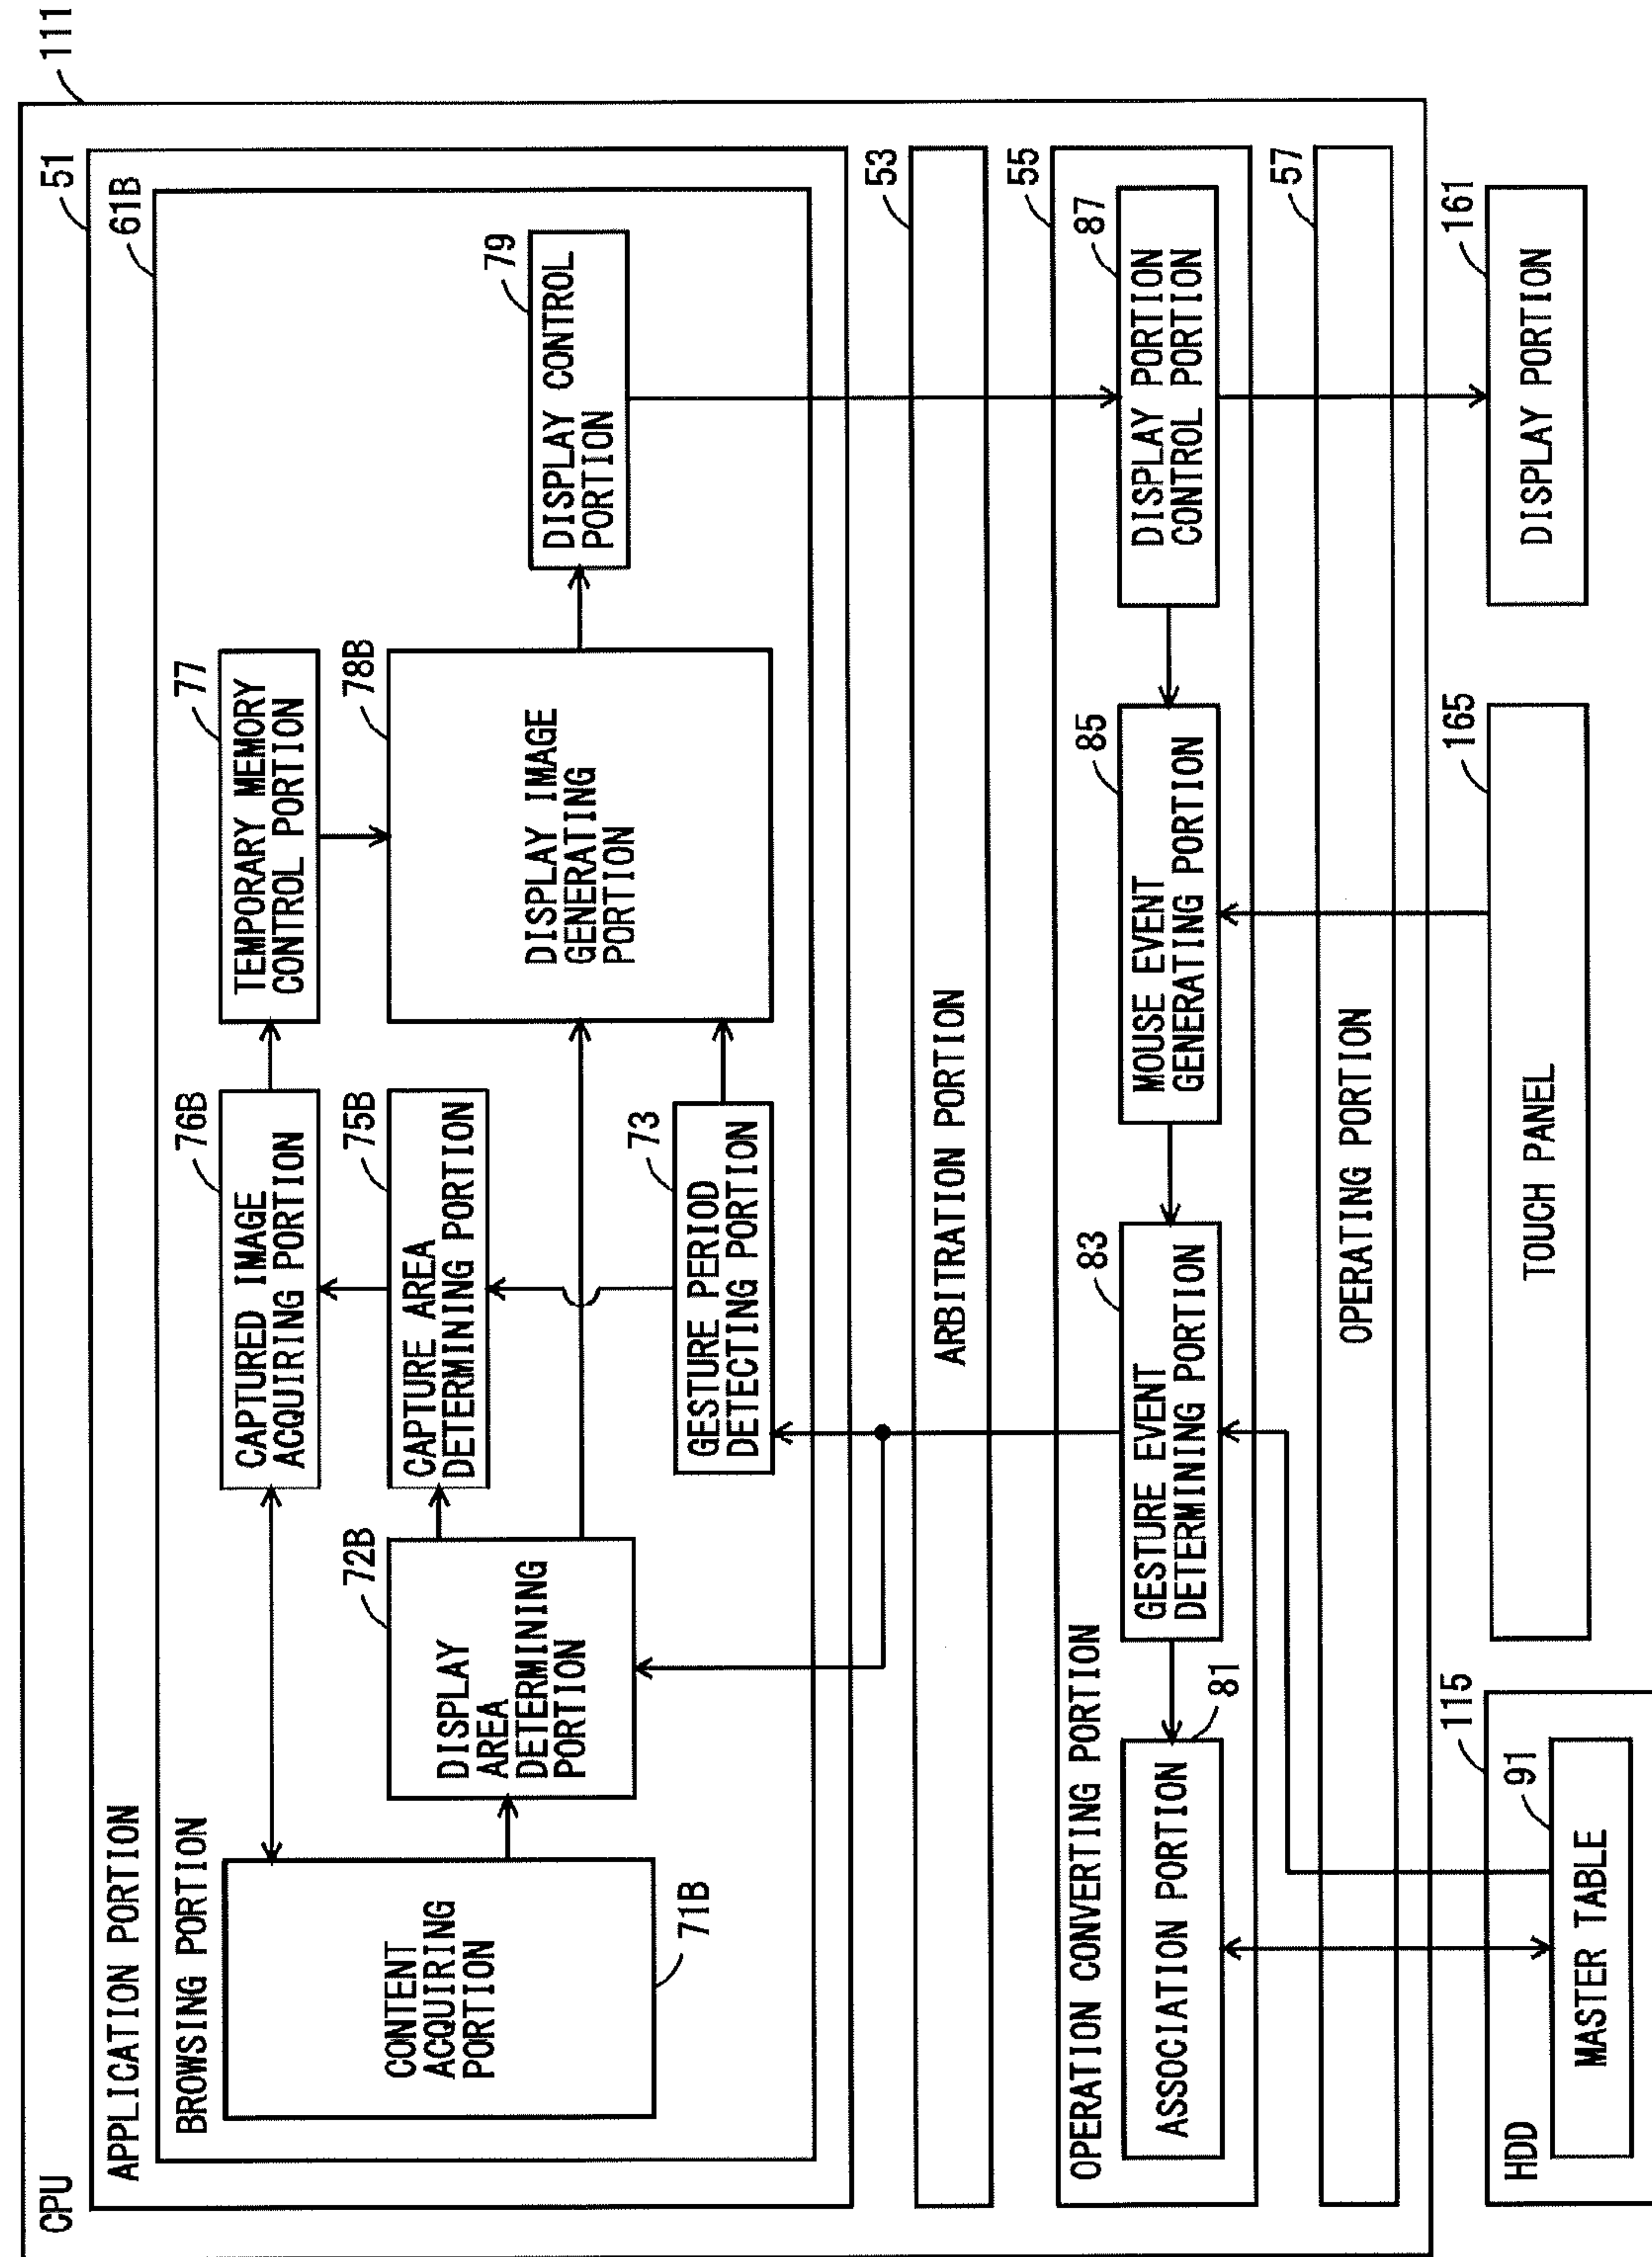 CPU
111
APPLICATION PORTION
51
BROWSING PORTION
61B
CONTENT
ACQUIRING
PORTION
71B
DISPLAY
AREA
DETERMINING
PORTION
72B
CAPTURED IMAGE
ACQUIRING PORTION
76B
CAPTURE AREA
DETERMINING PORTION
75B
GESTURE PERIOD
DETECTING PORTION
73
TEMPORARY MEMORY
CONTROL PORTION
77
DISPLAY IMAGE
GENERATING
PORTION
78B
DISPLAY CONTROL
PORTION
79
ARBITRATION PORTION
53
OPERATION CONVERTING PORTION
55
ASSOCIATION PORTION
81
GESTURE EVENT
DETERMINING PORTION
83
MOUSE EVENT
GENERATING PORTION
85
DISPLAY PORTION
CONTROL PORTION
87
OPERATING PORTION
57
HDD
115
MASTER TABLE
91
TOUCH PANEL
165
DISPLAY PORTION
161